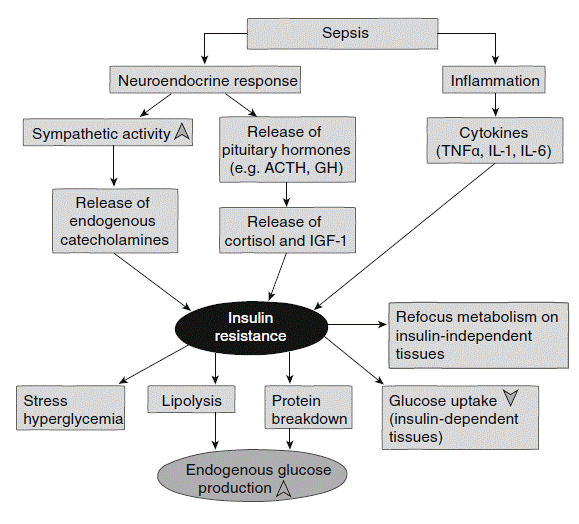 Sepsis
Neuroendocrine response
Inflammation
Sympathetic activity
Release of
pituitary hormones
(e.g. ACTH, GH)
Cytokines
(TNFα, IL-1, IL-6)
Release of
endogenous
catecholamines
Release of
cortisol and IGF-1
Insulin
resistance
Refocus metabolism on
insulin-independent
tissues
Stress
hyperglycemia
Lipolysis
Protein
breakdown
Glucose uptake
(insulin-dependent
tissues)
Endogenous glucose
production